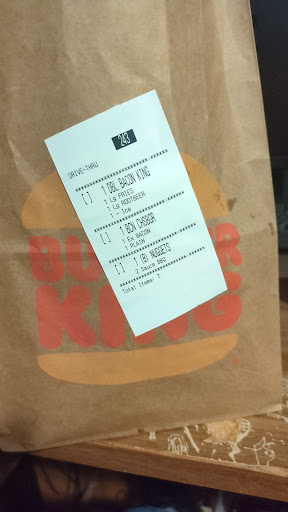 243
DRIVE-THRU
[ ] 1 DBL BACON KING
1 Lg FRIES
1 Lg ROOTBEER
1 - Ice
[ ] 1 BCN CHSBGR
1 Ex BACON
1 PLAIN
[ ] 1 (8) NUGGETS
2 Sauce BBQ
Total Items: 7
BURGER
KING